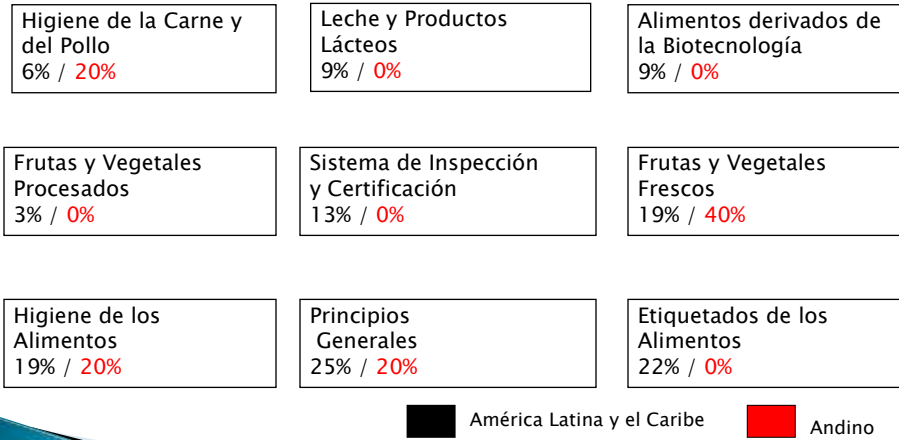 Higiene de la Carne y
del Pollo
6% / 20%
Leche y Productos
Lácteos
9% / 0%
Alimentos derivados de
la Biotecnología
9% / 0%
Frutas y Vegetales
Procesados
3% / 0%
Sistema de Inspección
y Certificación
13% / 0%
Frutas y Vegetales
Frescos
19% / 40%
Higiene de los
Alimentos
19% / 20%
Principios
Generales
25% / 20%
Etiquetados de los
Alimentos
22% / 0%
América Latina y el Caribe
Andino